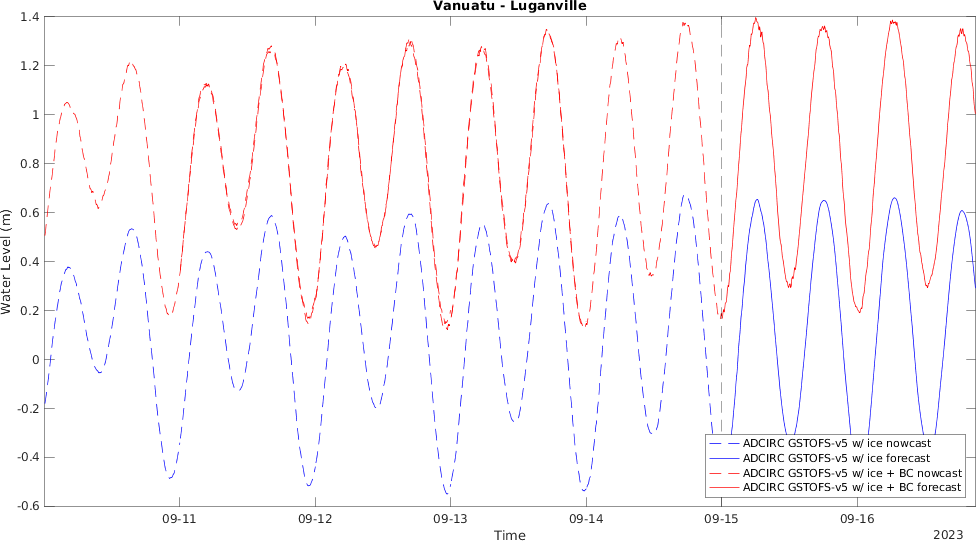 Vanuatu - Luganville
Water Level (m)
1.4
1.2
1
0.8
0.6
0.4
0.2
0
-0.2
-0.4
-0.6
ADCIRC GSTOFS-v5 w/ ice nowcast
ADCIRC GSTOFS-v5 w/ ice forecast
ADCIRC GSTOFS-v5 w/ ice + BC nowcast
ADCIRC GSTOFS-v5 w/ ice + BC forecast
09-11 09-12 09-13 09-14 09-15 09-16
Time
2023